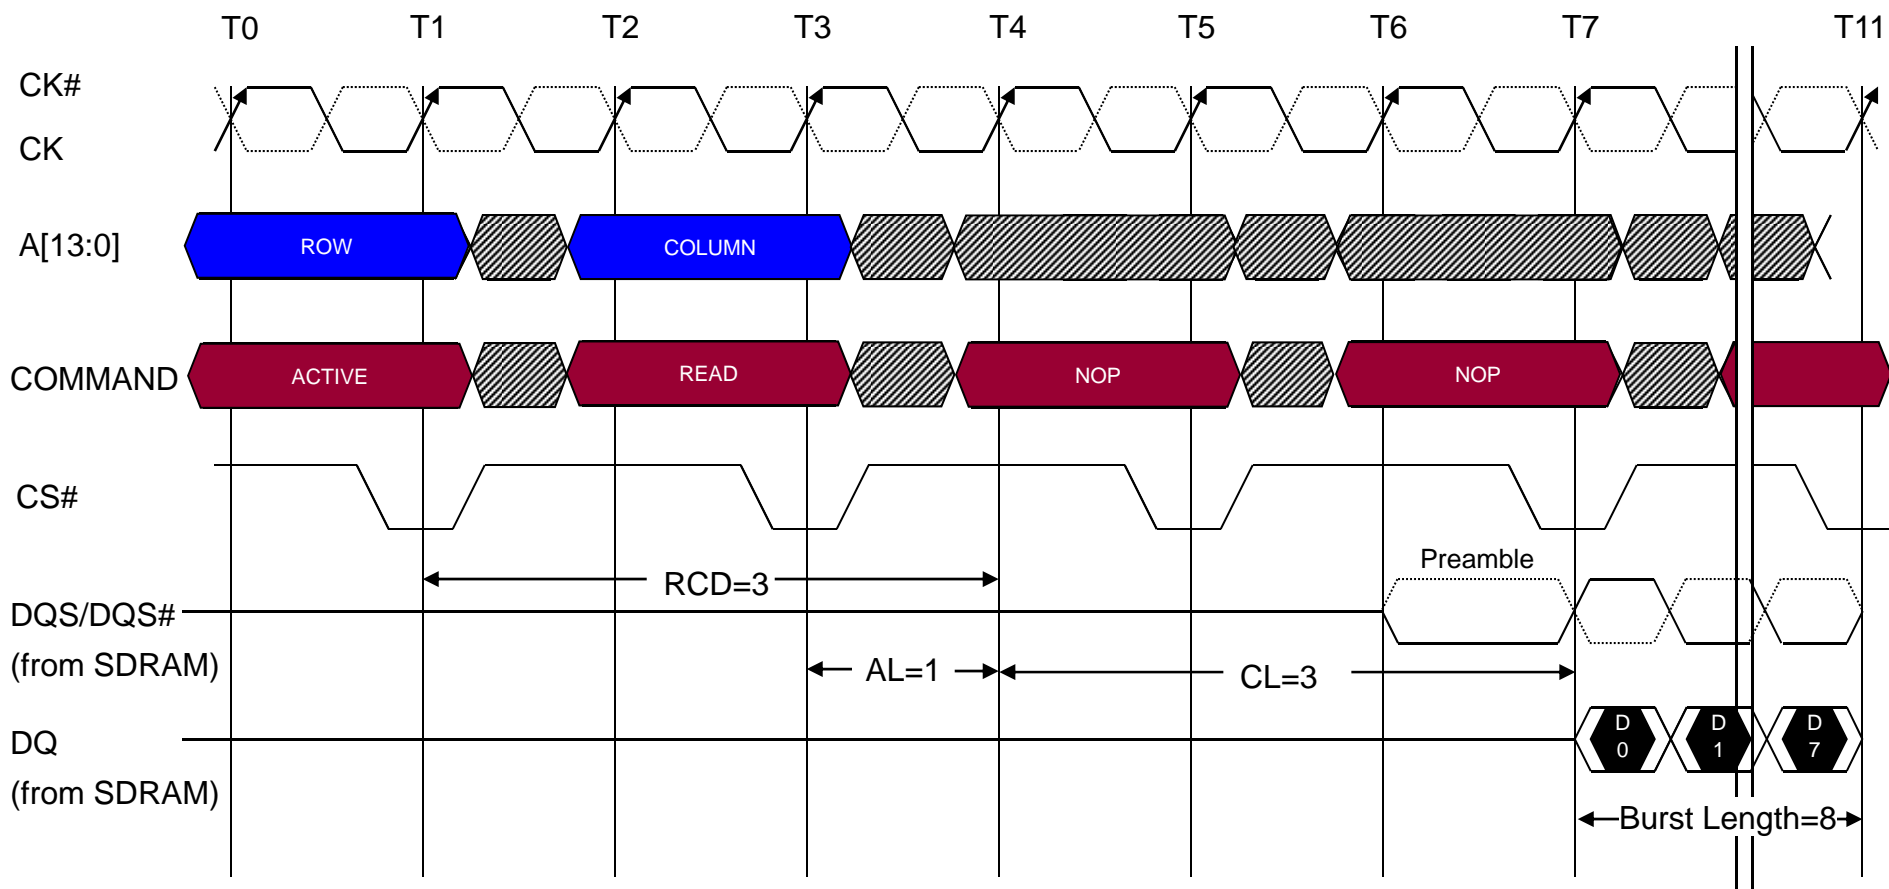 T0 T1 T2 T3 T4 T5 T6 T7 T11
CK#
CK
A[13:0] ROW COLUMN
COMMAND ACTIVE READ NOP NOP
CS#
Preamble
RCD=3
DQS/DQS#
(from SDRAM) AL=1 CL=3
D D D
0 1 7
DQ
(from SDRAM)
Burst Length=8